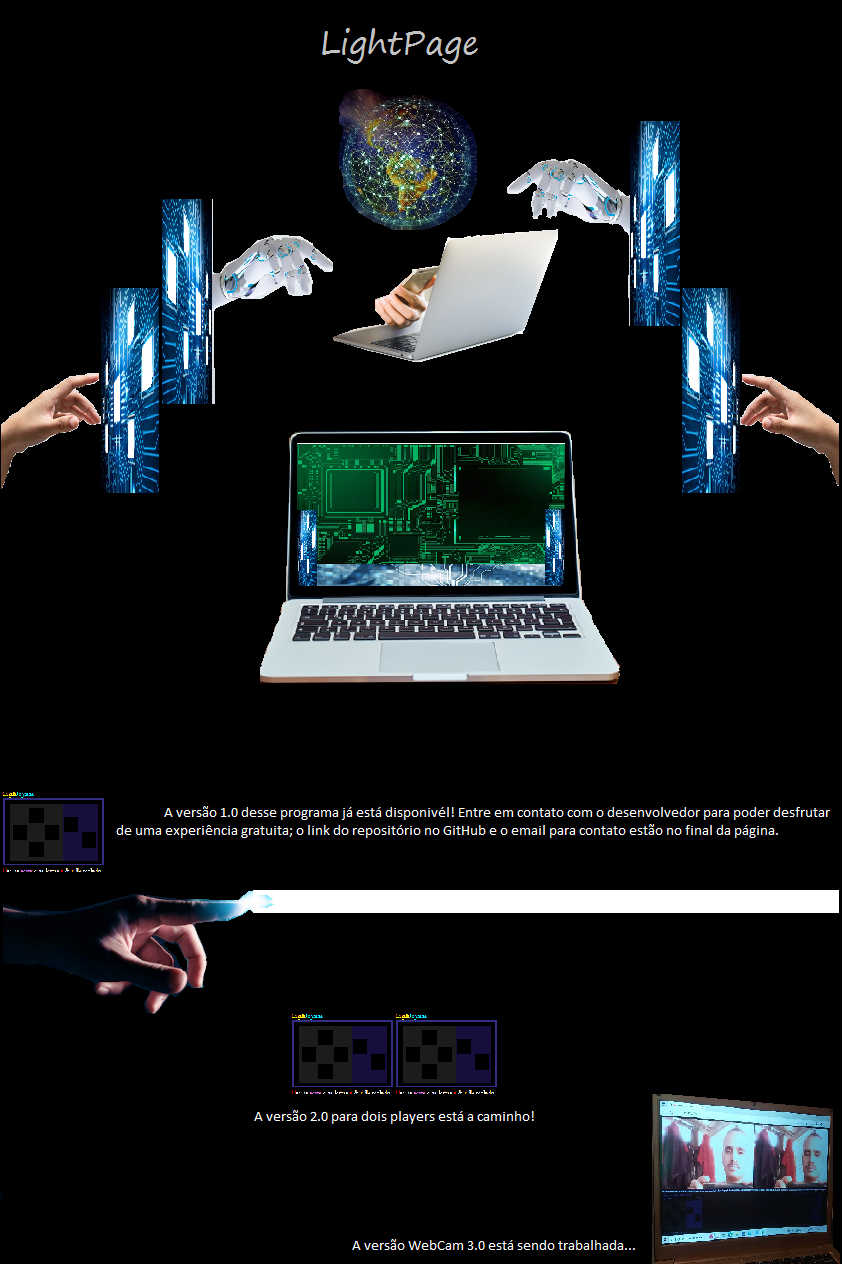 LightPage
A versão 1.0 desse programa já está disponivél! Entre em contato com o desenvolvedor para poder desfrutar
de uma experiência gratuita; o link do repositório no GitHub e o email para contato estão no final da página.
A versão 2.0 para dois players está a caminho!
A versão WebCam 3.0 está sendo trabalhada...